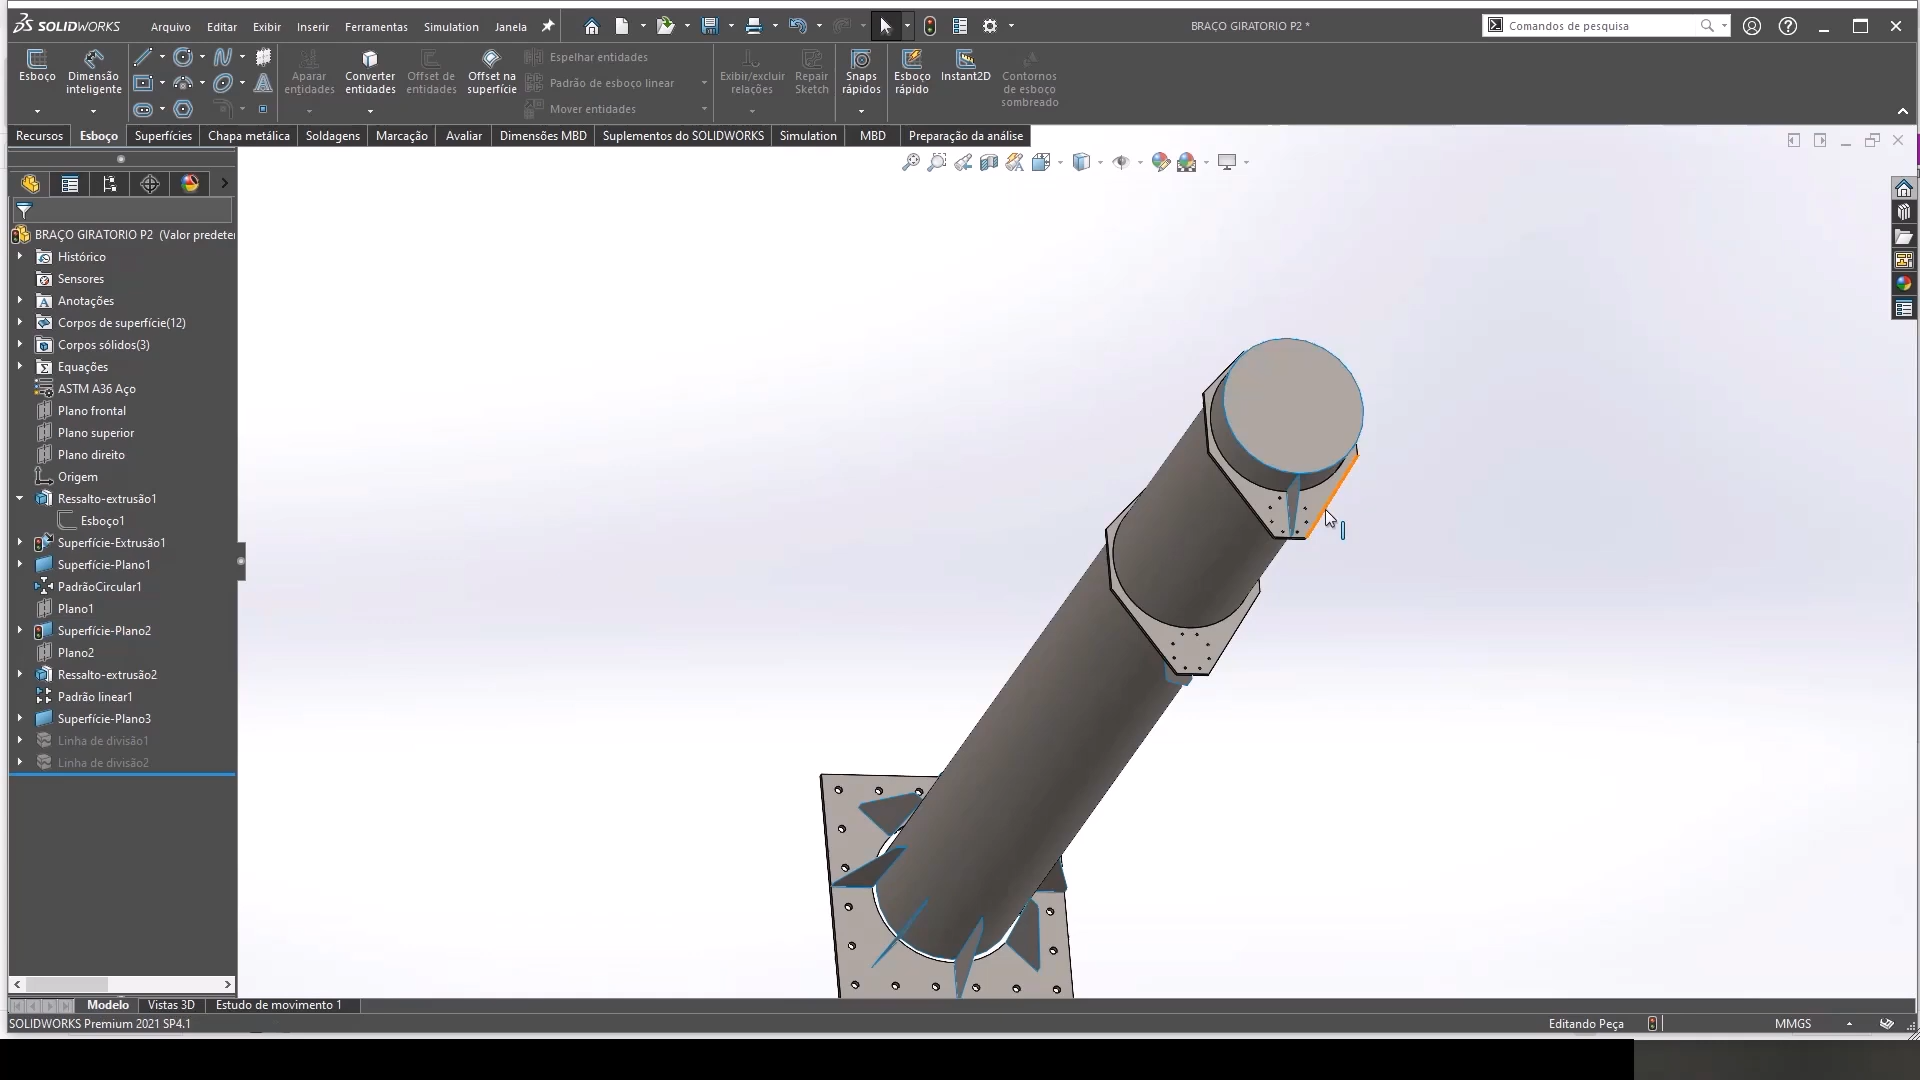 SOLIDWORKS Arquivo Editar Exibir Inserir Ferramentas Simulation Janela BRAÇO GIRATORIO P2 * Comandos de pesquisa
Esboço Dimensão inteligente Aparar entidades Converter entidades Offset de entidades Offset na superfície Espelhar entidades Exibir/excluir relações Repair Sketch Snaps rápidos Esboço rápido Instant2D Contornos de esboço sombreado
Padrão de esboço linear
Mover entidades
Recursos Esboço Superfícies Chapa metálica Soldagens Marcação Avaliar Dimensões MBD Suplementos do SOLIDWORKS Simulation MBD Preparação da análise
BRAÇO GIRATORIO P2 (Valor predeter
Histórico
Sensores
Anotações
Corpos de superfície(12)
Corpos sólidos(3)
Equações
ASTM A36 Aço
Plano frontal
Plano superior
Plano direito
Origem
Ressalto-extrusão1
Esboço1
Superfície-Extrusão1
Superfície-Plano1
PadrãoCircular1
Plano1
Superfície-Plano2
Plano2
Ressalto-extrusão2
Padrão linear1
Superfície-Plano3
Linha de divisão1
Linha de divisão2
Modelo Vistas 3D Estudo de movimento 1
SOLIDWORKS Premium 2021 SP4.1 Editando Peça MMGS